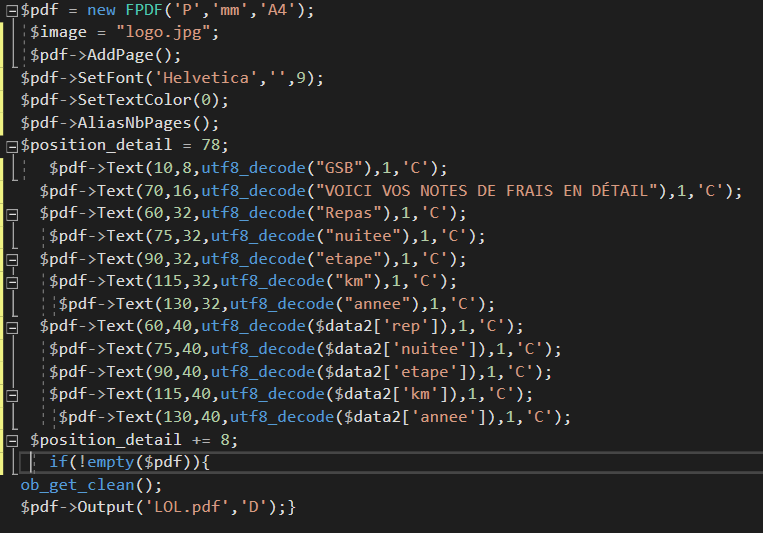 $pdf = new FPDF('P','mm','A4');
$image = "logo.jpg";
$pdf->AddPage();
$pdf->SetFont('Helvetica','',9);
$pdf->SetTextColor(0);
$pdf->AliasNbPages();
$position_detail = 78;
$pdf->Text(10,8,utf8_decode("GSB"),1,'C');
$pdf->Text(70,16,utf8_decode("VOICI VOS NOTES DE FRAIS EN DÉTAIL"),1,'C');
$pdf->Text(60,32,utf8_decode("Repas"),1,'C');
$pdf->Text(75,32,utf8_decode("nuitee"),1,'C');
$pdf->Text(90,32,utf8_decode("etape"),1,'C');
$pdf->Text(115,32,utf8_decode("km"),1,'C');
$pdf->Text(130,32,utf8_decode("annee"),1,'C');
$pdf->Text(60,40,utf8_decode($data2['rep']),1,'C');
$pdf->Text(75,40,utf8_decode($data2['nuitee']),1,'C');
$pdf->Text(90,40,utf8_decode($data2['etape']),1,'C');
$pdf->Text(115,40,utf8_decode($data2['km']),1,'C');
$pdf->Text(130,40,utf8_decode($data2['annee']),1,'C');
$position_detail += 8;
if(!empty($pdf)){
ob_get_clean();
$pdf->Output('LOL.pdf','D');}